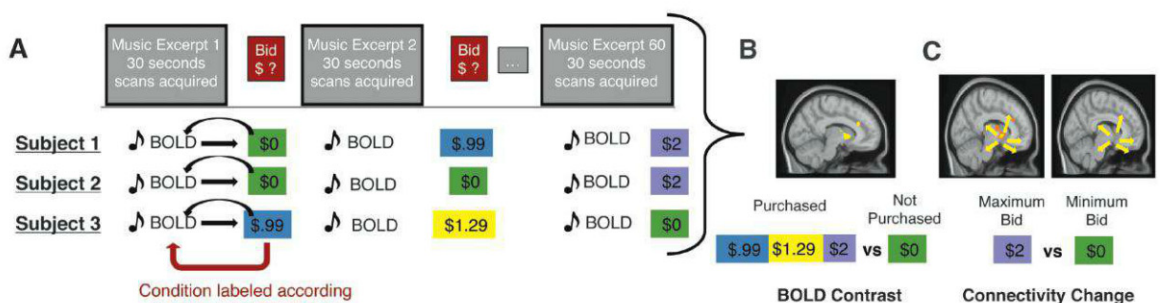 A
Music Excerpt 1
30 seconds
scans acquired
Bid
$ ?
Music Excerpt 2
30 seconds
scans acquired
Bid
$ ?
...
Music Excerpt 60
30 seconds
scans acquired
Subject 1
BOLD
$0
BOLD
$.99
BOLD
$2
Subject 2
BOLD
$0
BOLD
$0
BOLD
$2
Subject 3
BOLD
$.99
BOLD
$1.29
BOLD
$0
Condition labeled according
B
Purchased
Not
Purchased
$.99 $1.29 $2 vs $0
BOLD Contrast
C
Maximum
Bid
Minimum
Bid
$2 vs $0
Connectivity Change